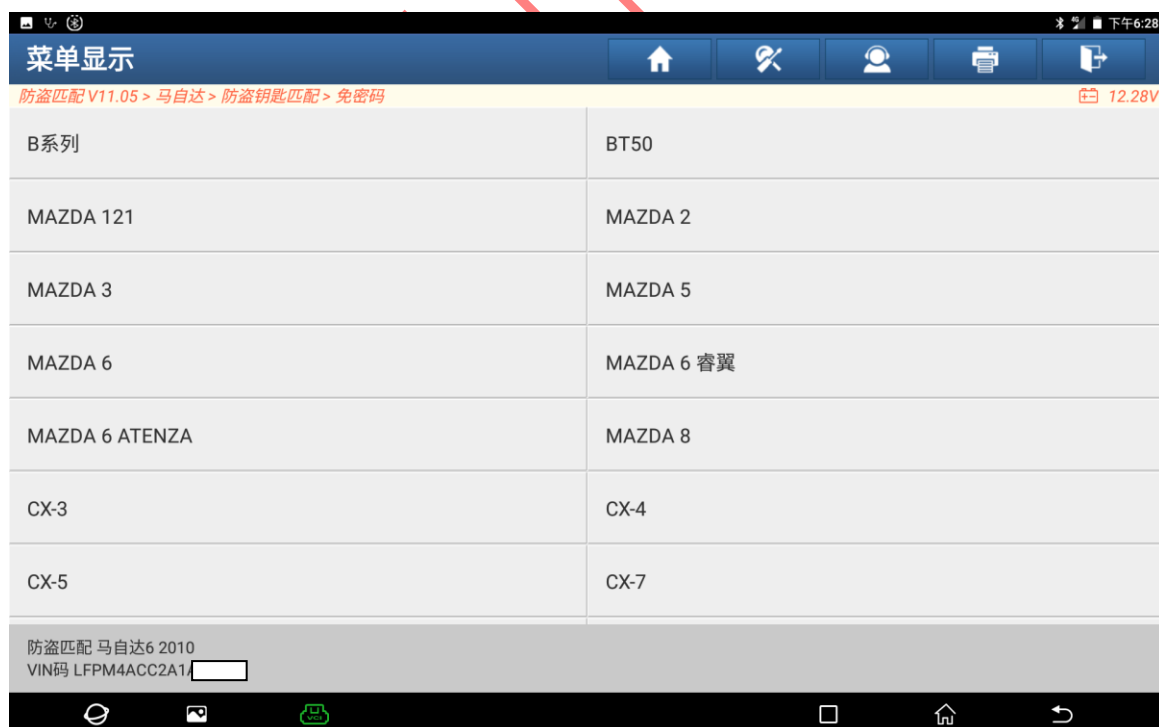 下午6:28
菜单显示
防盗匹配 V11.05 > 马自达 > 防盗钥匙匹配 > 免密码
12.28V
B系列
BT50
MAZDA 121
MAZDA 2
MAZDA 3
MAZDA 5
MAZDA 6
MAZDA 6 睿翼
MAZDA 6 ATENZA
MAZDA 8
CX-3
CX-4
CX-5
CX-7
防盗匹配 马自达6 2010
VIN码 LFPM4ACC2A1A
VCI